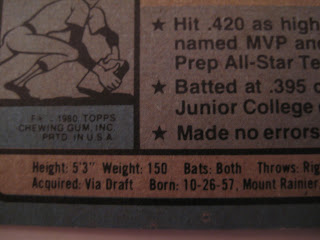 ★ Hit .420 as high
named MVP and
Prep All-Star Te
★ Batted at .395 c
Junior College
★ Made no errors
© 1980 TOPPS
CHEWING GUM, INC.
PRTD. IN U.S.A.
Height: 5'3" Weight: 150 Bats: Both Throws: Rig
Acquired: Via Draft Born: 10-26-57, Mount Rainier